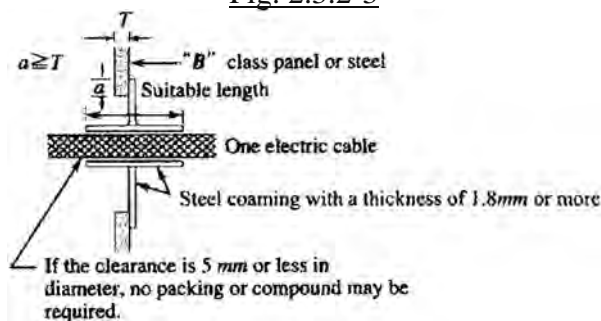 Fig. 2.3.2-3
T
a≧T
"B" class panel or steel
a
Suitable length
One electric cable
Steel coaming with a thickness of 1.8mm or more
If the clearance is 5 mm or less in
diameter, no packing or compound may be
required.